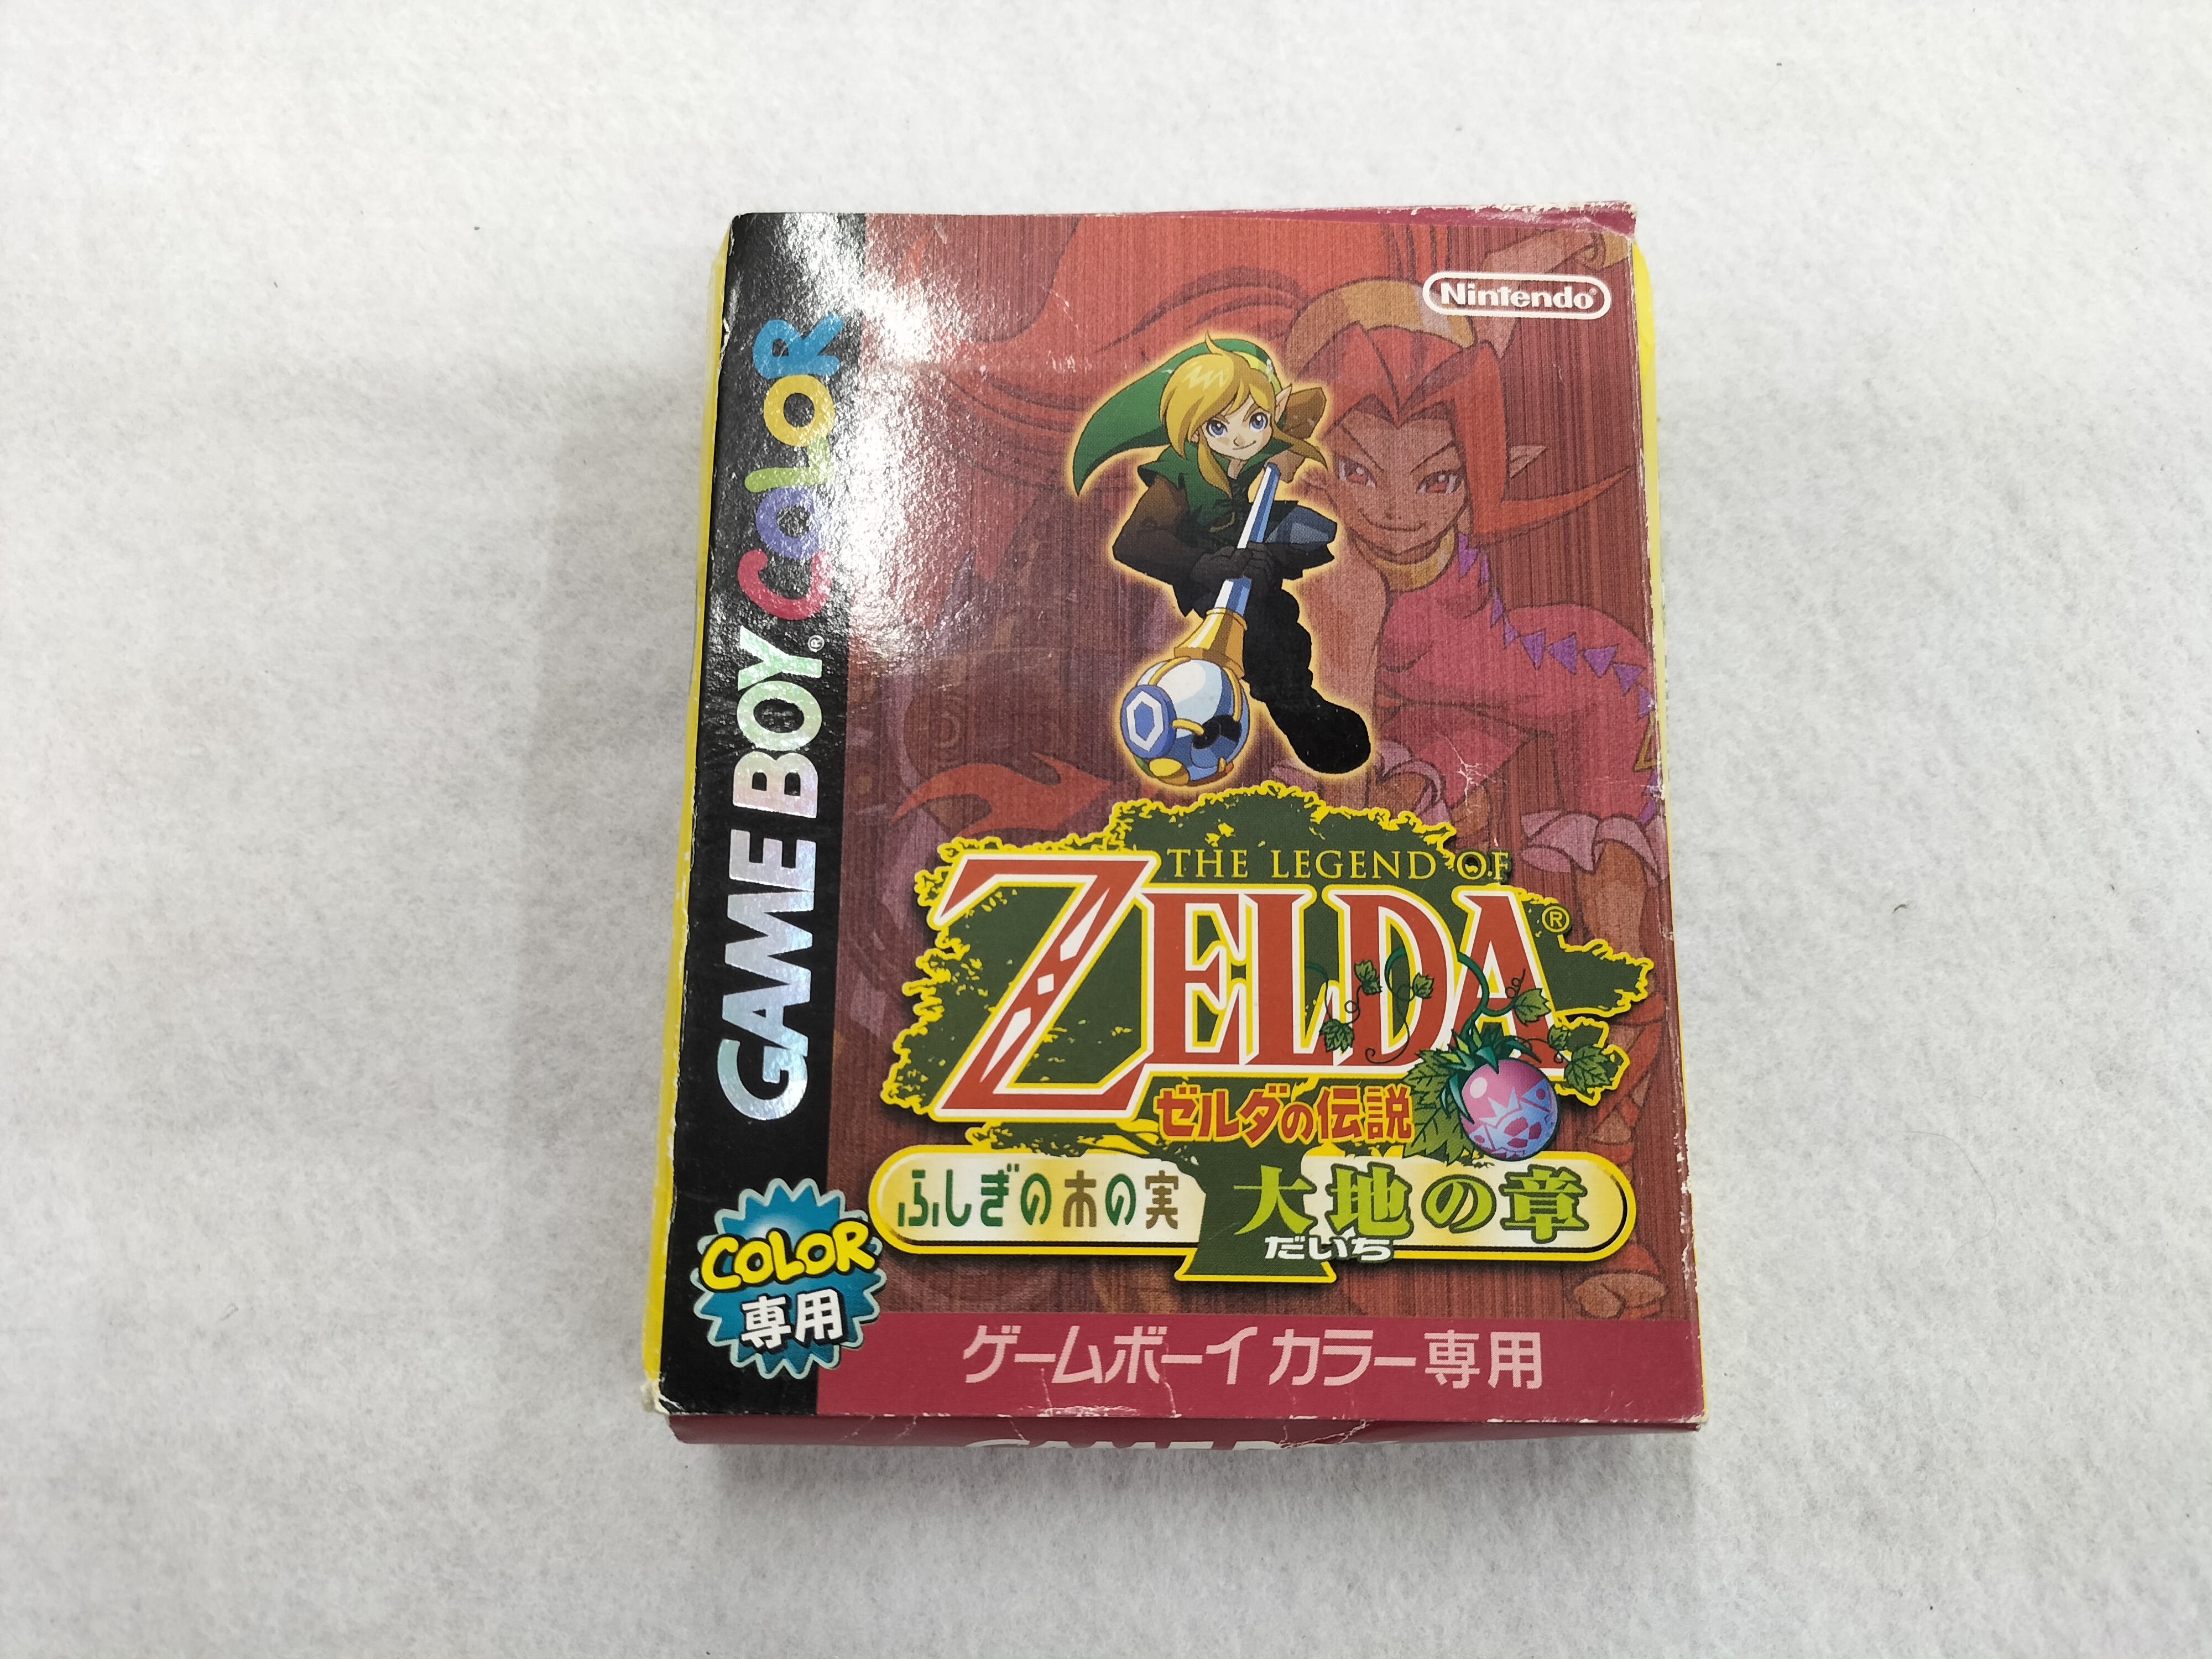 Nintendo®
GAME BOY® COLOR
THE LEGEND OF
ZELDA®
ゼルダの伝説
ふしぎの木の実 大地の章
だいち
COLOR
専用
ゲームボーイカラー専用